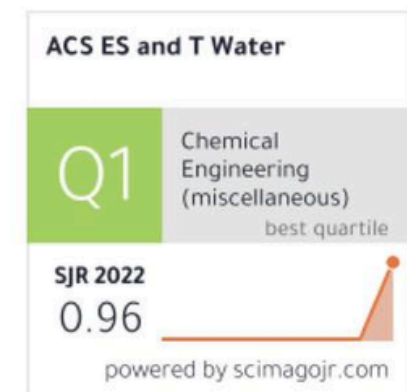 ACS ES and T Water
Q1
Chemical
Engineering
(miscellaneous)
best quartile
SJR 2022
0.96
powered by scimagojr.com